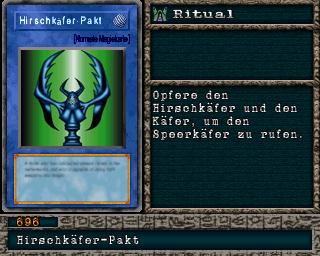 Hirschkäfer-Pakt
[Normale Magiekarte]
Ritual
Opfere den
Hirschkäfer und den
Käfer, um den
Speerkäfer zu rufen.
696
Hirschkäfer-Pakt